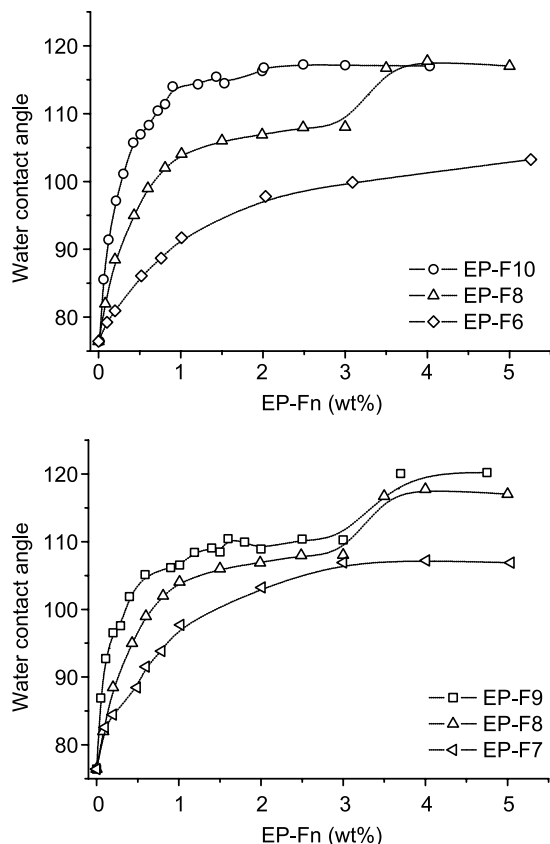 Water contact angle
120
110
100
90
80
0
1
2
3
4
5
EP-Fn (wt%)
EP-F10
EP-F8
EP-F6
Water contact angle
120
110
100
90
80
0
1
2
3
4
5
EP-Fn (wt%)
EP-F9
EP-F8
EP-F7